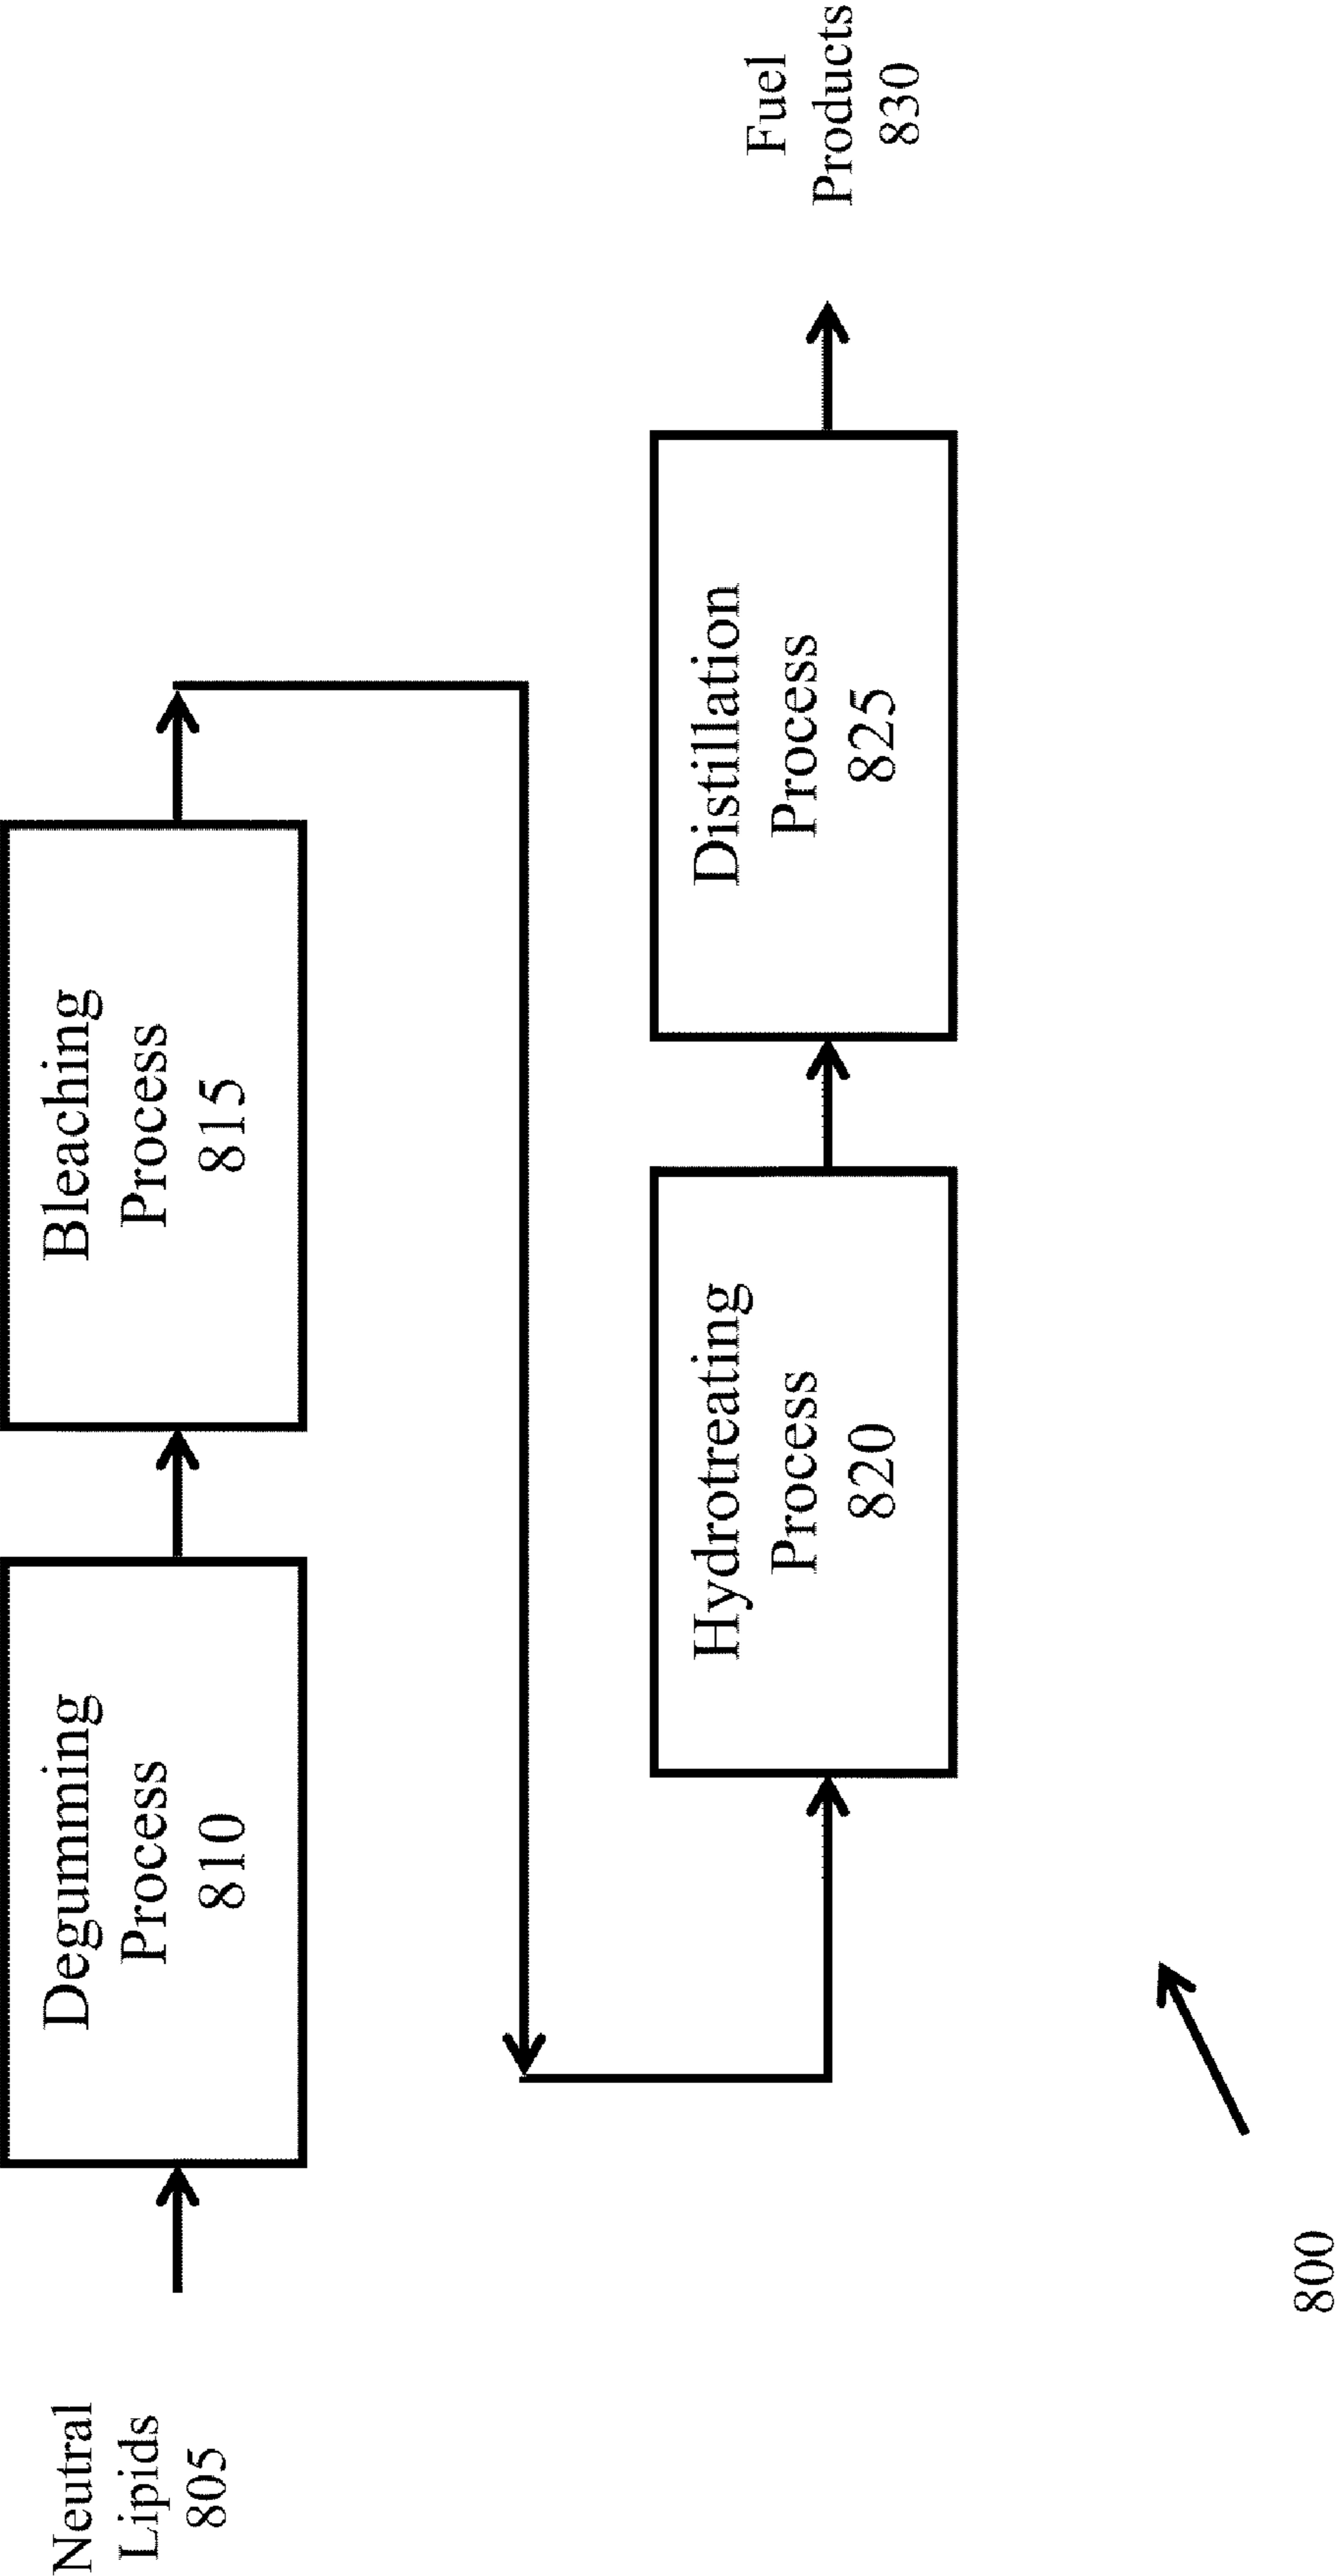 Neutral
Lipids
805
Degumming
Process
810
Bleaching
Process
815
Hydrotreating
Process
820
Distillation
Process
825
Fuel
Products
830
800